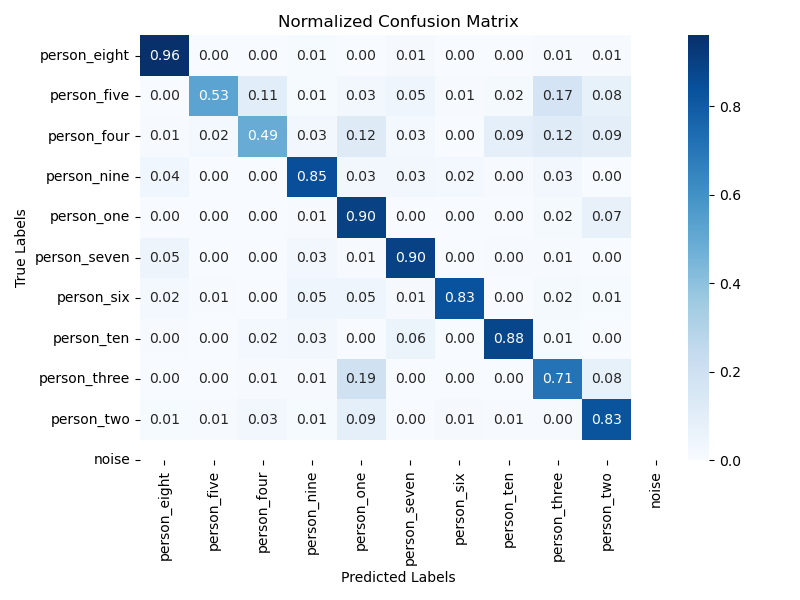 Normalized Confusion Matrix
True Labels
person_eight 0.96 0.00 0.00 0.01 0.00 0.01 0.00 0.00 0.01 0.01
person_five 0.00 0.53 0.11 0.01 0.03 0.05 0.01 0.02 0.17 0.08
person_four 0.01 0.02 0.49 0.03 0.12 0.03 0.00 0.09 0.12 0.09
person_nine 0.04 0.00 0.00 0.85 0.03 0.03 0.02 0.00 0.03 0.00
person_one 0.00 0.00 0.00 0.01 0.90 0.00 0.00 0.00 0.02 0.07
person_seven 0.05 0.00 0.00 0.03 0.01 0.90 0.00 0.00 0.01 0.00
person_six 0.02 0.01 0.00 0.05 0.05 0.01 0.83 0.00 0.02 0.01
person_ten 0.00 0.00 0.02 0.03 0.00 0.06 0.00 0.88 0.01 0.00
person_three 0.00 0.00 0.01 0.01 0.19 0.00 0.00 0.00 0.71 0.08
person_two 0.01 0.01 0.03 0.01 0.09 0.00 0.01 0.01 0.00 0.83
noise
person_eight person_five person_four person_nine person_one person_seven person_six person_ten person_three person_two noise
Predicted Labels
0.8
0.6
0.4
0.2
0.0